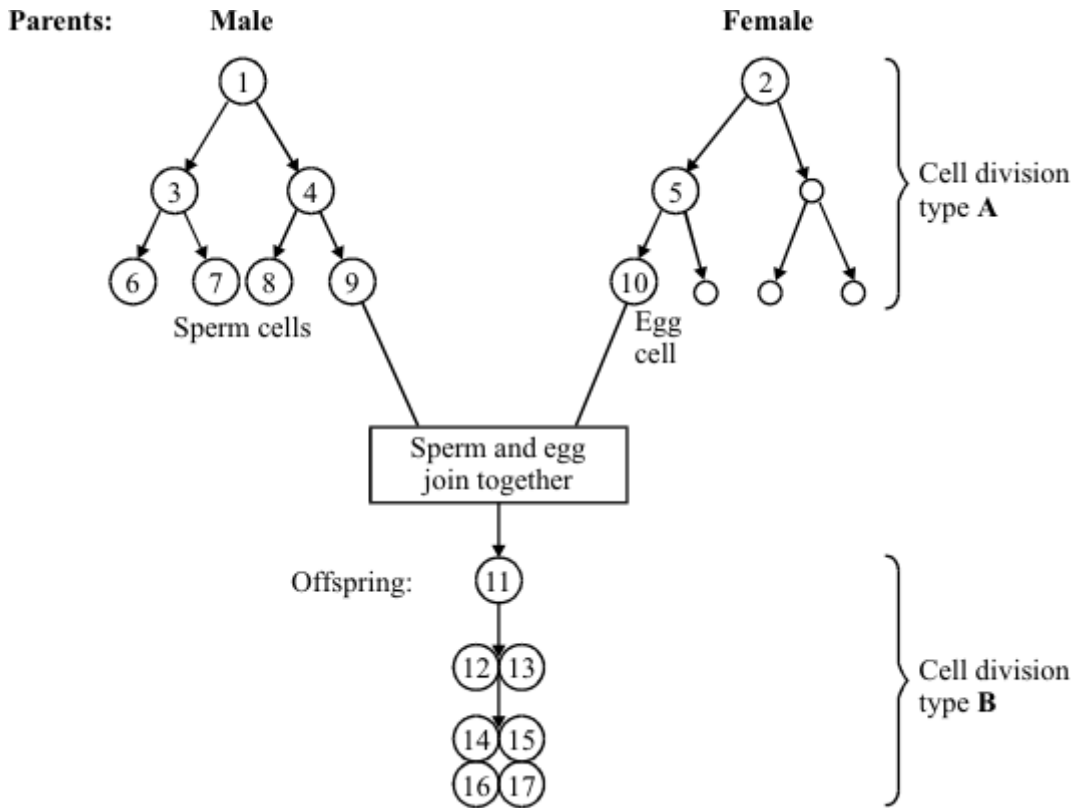 Parents: Male Female
1 2
3 4 5
Cell division
type A
6 7 8 9 10
Sperm cells
Egg
cell
Sperm and egg
join together
Offspring: 11
12 13
Cell division
type B
14 15
16 17